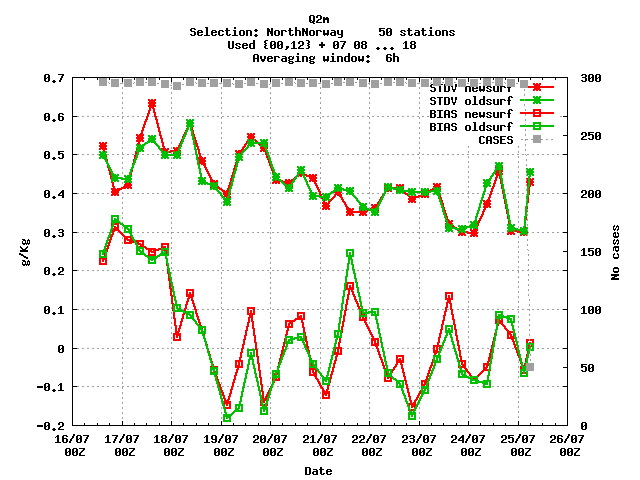 Q2m
Selection: NorthNorway 50 stations
Used {00,12} + 07 08 ... 18
Averaging window: 6h
STDV newsurf
STDV oldsurf
BIAS newsurf
BIAS oldsurf
CASES
0,7
0,6
0,5
0,4
0,3
0,2
0,1
0
-0,1
-0,2
g/Kg
300
250
200
150
100
50
0
No cases
16/07 17/07 18/07 19/07 20/07 21/07 22/07 23/07 24/07 25/07 26/07
00Z 00Z 00Z 00Z 00Z 00Z 00Z 00Z 00Z 00Z 00Z
Date